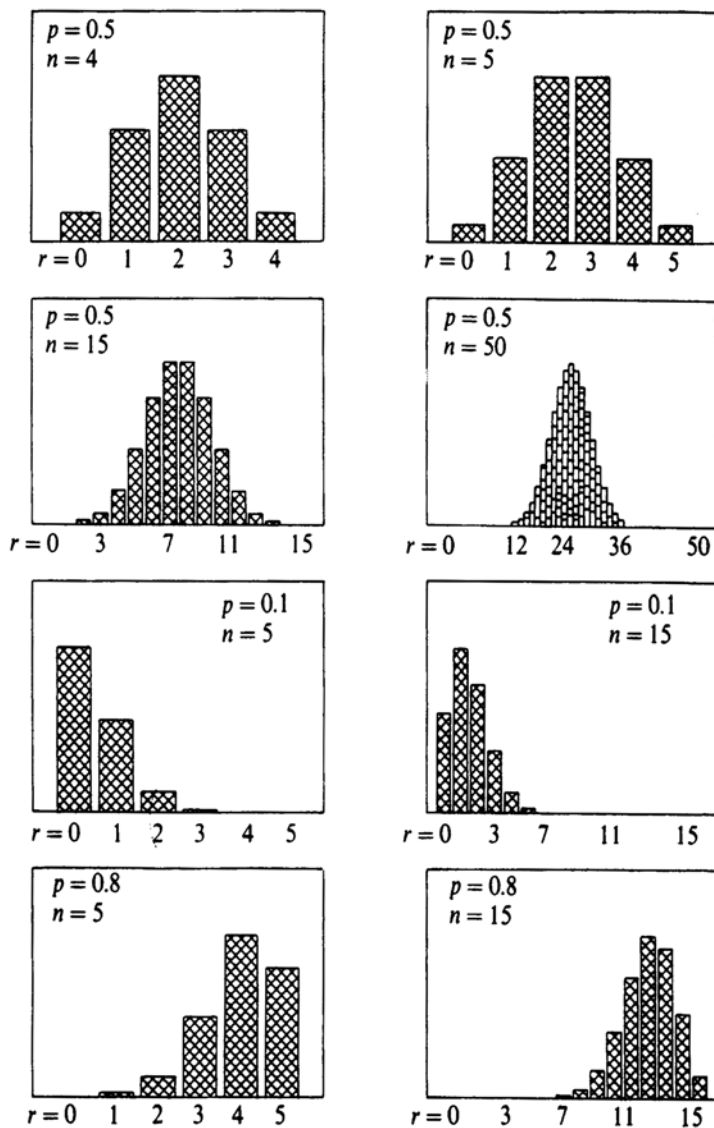 p = 0.5
n = 4
r = 0 1 2 3 4
p = 0.5
n = 5
r = 0 1 2 3 4 5
p = 0.5
n = 15
r = 0 3 7 11 15
p = 0.5
n = 50
r = 0 12 24 36 50
p = 0.1
n = 5
r = 0 1 2 3 4 5
p = 0.1
n = 15
r = 0 3 7 11 15
p = 0.8
n = 5
r = 0 1 2 3 4 5
p = 0.8
n = 15
r = 0 3 7 11 15